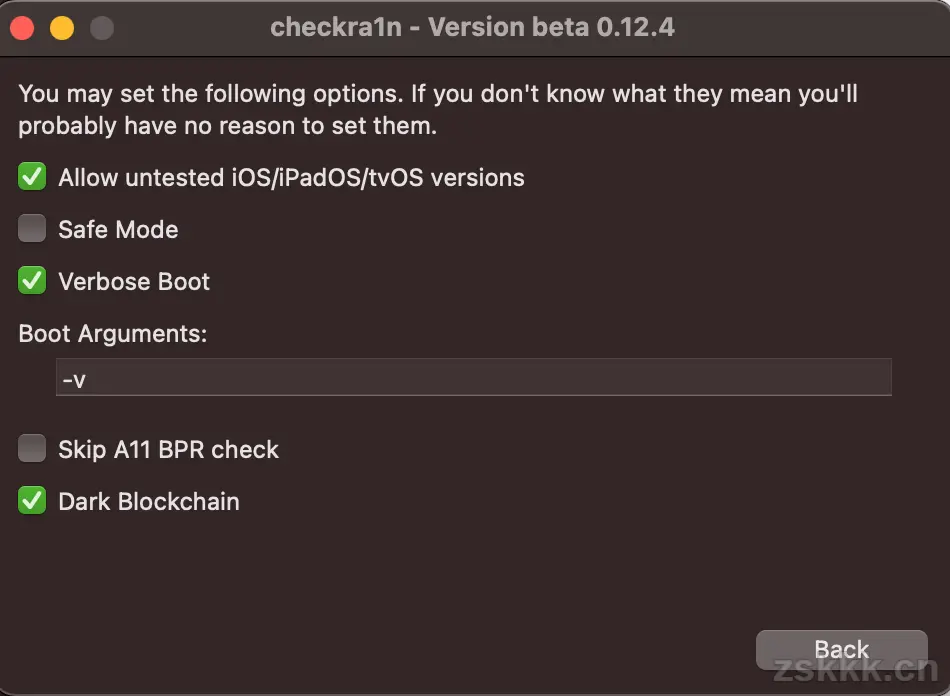 checkra1n - Version beta 0.12.4
You may set the following options. If you don't know what they mean you'll
probably have no reason to set them.
Allow untested iOS/iPadOS/tvOS versions
Safe Mode
Verbose Boot
Boot Arguments:
-v
Skip A11 BPR check
Dark Blockchain
Back
zskkk.cn